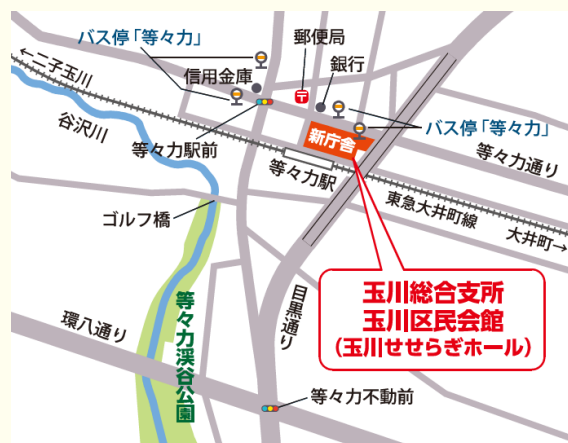 バス停「等々力」
郵便局
←二子玉川
信用金庫
銀行
谷沢川
新庁舎
バス停「等々力」
等々力駅前
等々力駅
等々力通り
東急大井町線
大井町→
ゴルフ橋
玉川総合支所
玉川区民会館
(玉川せせらぎホール)
等々力渓谷公園
目黒通り
環八通り
等々力不動前